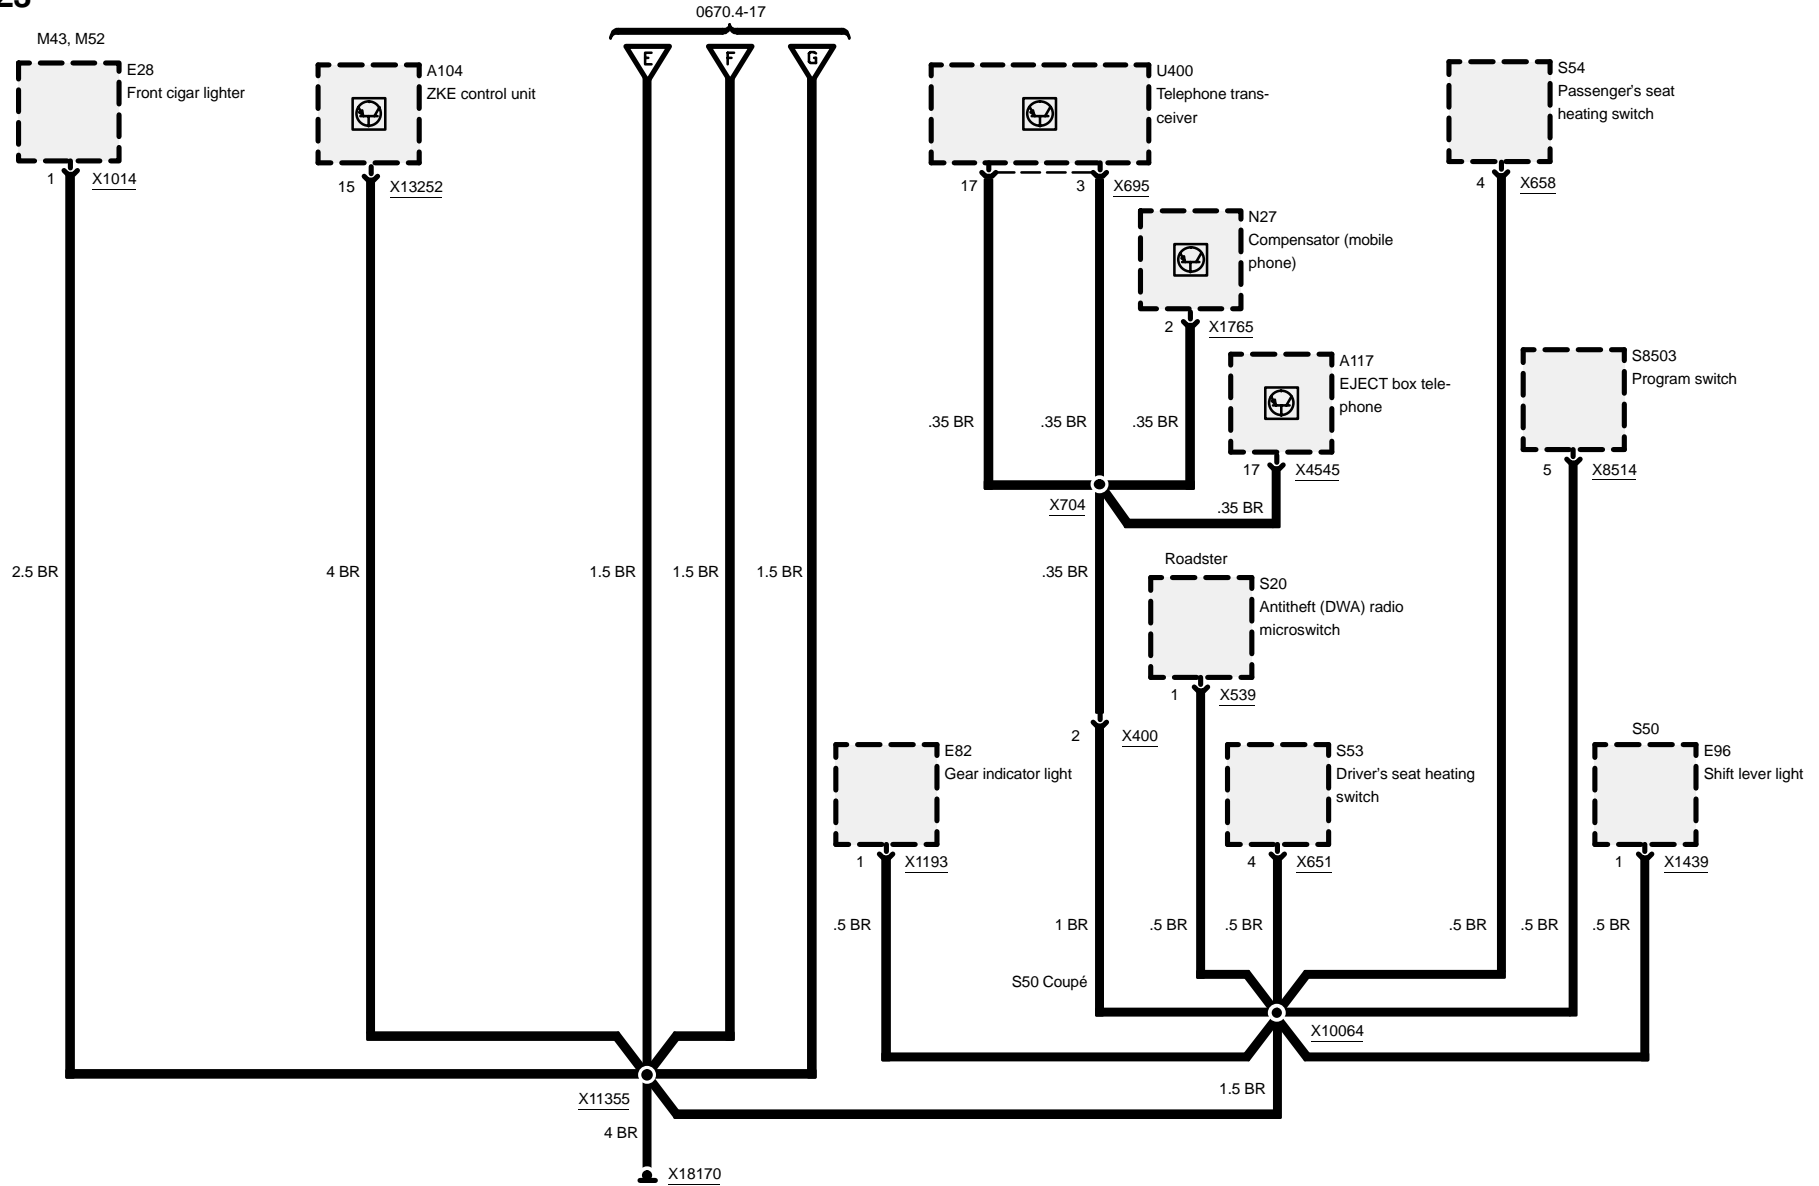 0670.4-17
M43, M52
E28
Front cigar lighter
1
X1014
A104
ZKE control unit
15
X13252
E
F
G
U400
Telephone trans-
ceiver
17
3
X695
S54
Passenger's seat
heating switch
4
X658
N27
Compensator (mobile
phone)
2
X1765
A117
EJECT box tele-
phone
17
X4545
S8503
Program switch
5
X8514
.35 BR
.35 BR
.35 BR
X704
.35 BR
2.5 BR
4 BR
1.5 BR
1.5 BR
1.5 BR
.35 BR
Roadster
S20
Antitheft (DWA) radio
microswitch
1
X539
2
X400
E82
Gear indicator light
1
X1193
S53
Driver's seat heating
switch
4
X651
S50
E96
Shift lever light
1
X1439
.5 BR
1 BR
.5 BR
.5 BR
.5 BR
.5 BR
.5 BR
S50 Coupé
X10064
1.5 BR
X11355
4 BR
X18170